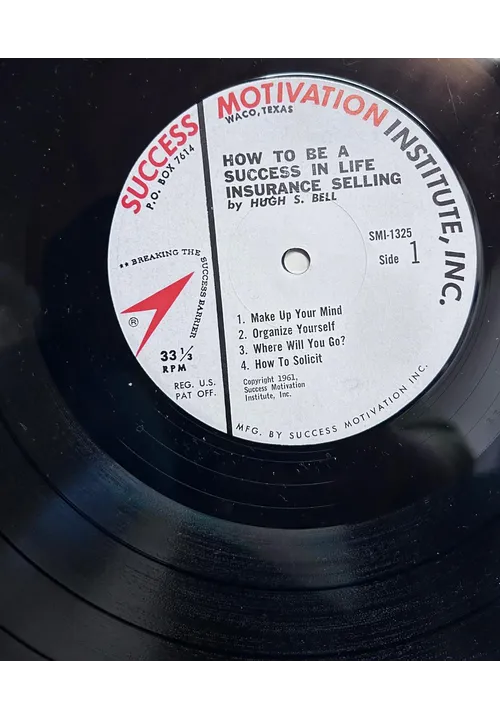 SUCCESS MOTIVATION INSTITUTE, INC.
P.O. BOX 7614
WACO, TEXAS
HOW TO BE A
SUCCESS IN LIFE
INSURANCE SELLING
by HUGH S. BELL
SMI-1325
Side 1
** BREAKING THE SUCCESS BARRIER
®
33 1/3
RPM
REG. U.S.
PAT OFF.
1. Make Up Your Mind
2. Organize Yourself
3. Where Will You Go?
4. How To Solicit
Copyright 1961,
Success Motivation
Institute, Inc.
MFG. BY SUCCESS MOTIVATION INC.